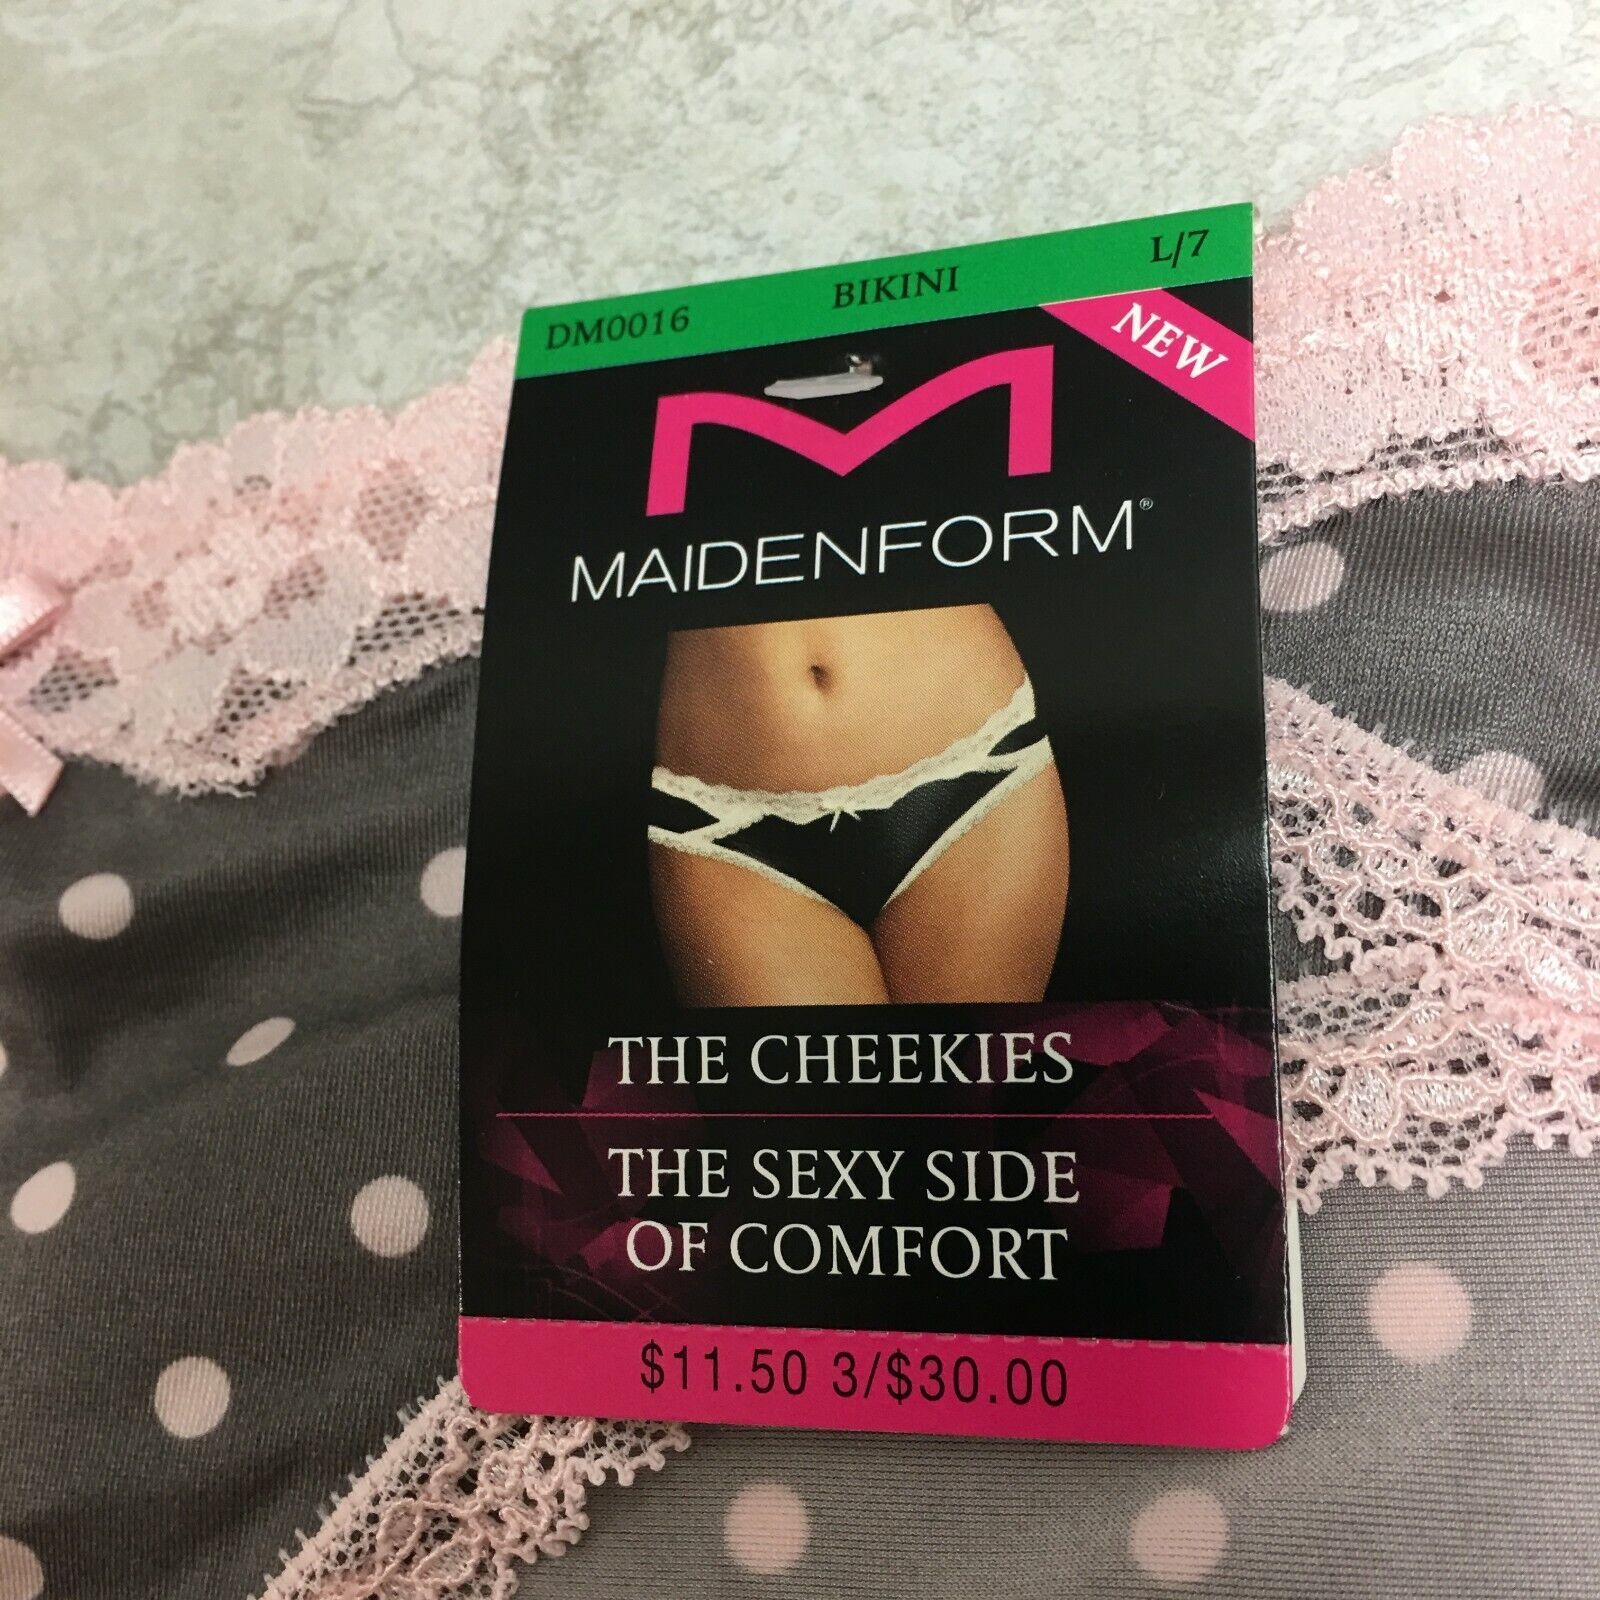 DM0016 BIKINI L/7
NEW
MAIDENFORM®
THE CHEEKIES
THE SEXY SIDE
OF COMFORT
$11.50 3/$30.00